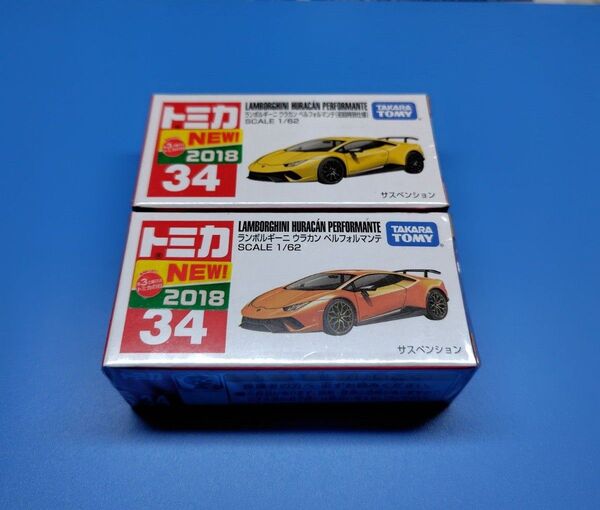 トミカ
NEW!
2018
34
LAMBORGHINI HURACÁN PERFORMANTE
ランボルギーニ ウラカン ペルフォルマンテ(初回特別仕様)
SCALE 1/62
TAKARA
TOMY
サスペンション
トミカ
NEW!
2018
34
LAMBORGHINI HURACÁN PERFORMANTE
ランボルギーニ ウラカン ペルフォルマンテ
SCALE 1/62
TAKARA
TOMY
サスペンション